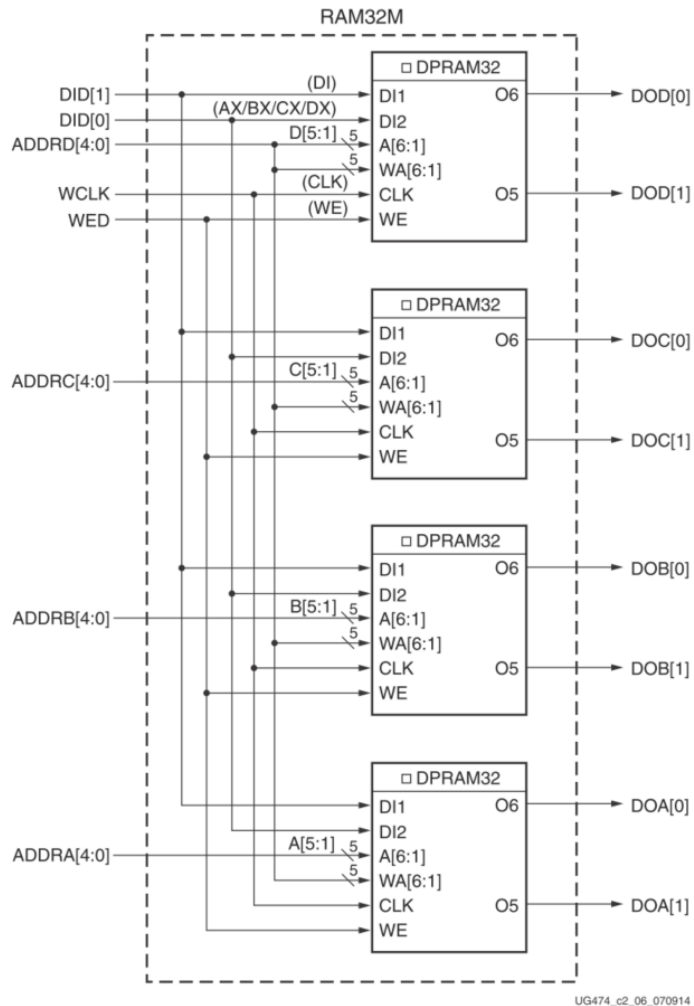 RAM32M
DPRAM32
DID[1] (DI) DI1 O6 DOD[0]
DID[0] (AX/BX/CX/DX) DI2
ADDRD[4:0] D[5:1] 5 A[6:1]
5 WA[6:1]
WCLK (CLK) CLK O5 DOD[1]
WED (WE) WE
DPRAM32
DI1 O6 DOC[0]
DI2
ADDRC[4:0] C[5:1] 5 A[6:1]
5 WA[6:1]
CLK O5 DOC[1]
WE
DPRAM32
DI1 O6 DOB[0]
DI2
ADDRB[4:0] B[5:1] 5 A[6:1]
5 WA[6:1]
CLK O5 DOB[1]
WE
DPRAM32
DI1 O6 DOA[0]
DI2
ADDRA[4:0] A[5:1] 5 A[6:1]
5 WA[6:1]
CLK O5 DOA[1]
WE
UG474_c2_06_070914